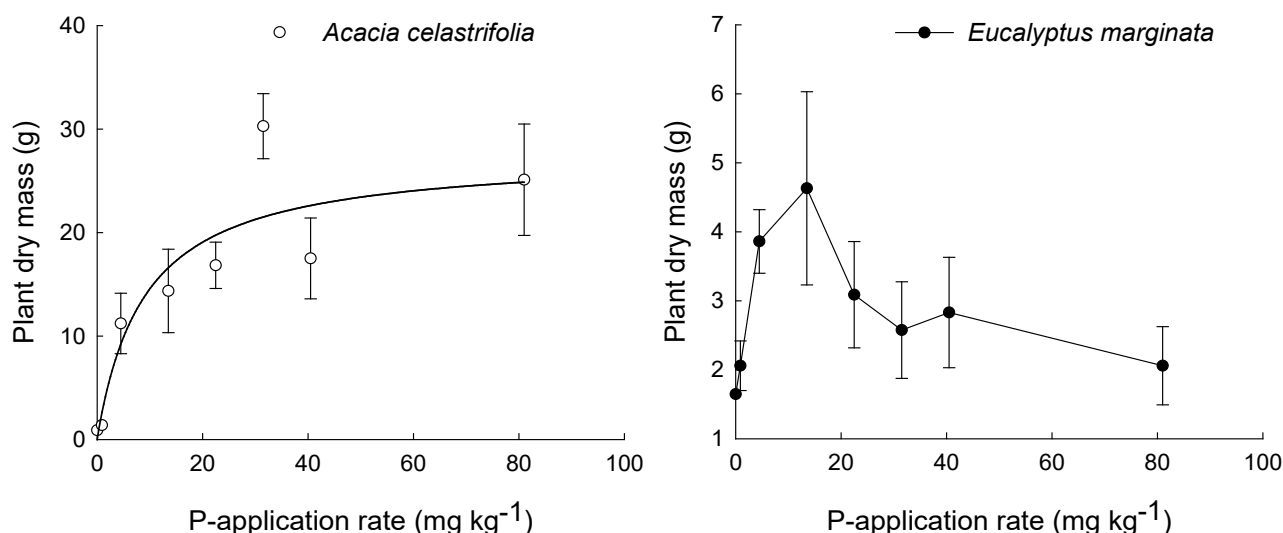 Acacia celastrifolia
40
30
20
10
0
Plant dry mass (g)
0 20 40 60 80 100
P-application rate (mg kg-1)
Eucalyptus marginata
7
6
5
4
3
2
1
Plant dry mass (g)
0 20 40 60 80 100
P-application rate (mg kg-1)